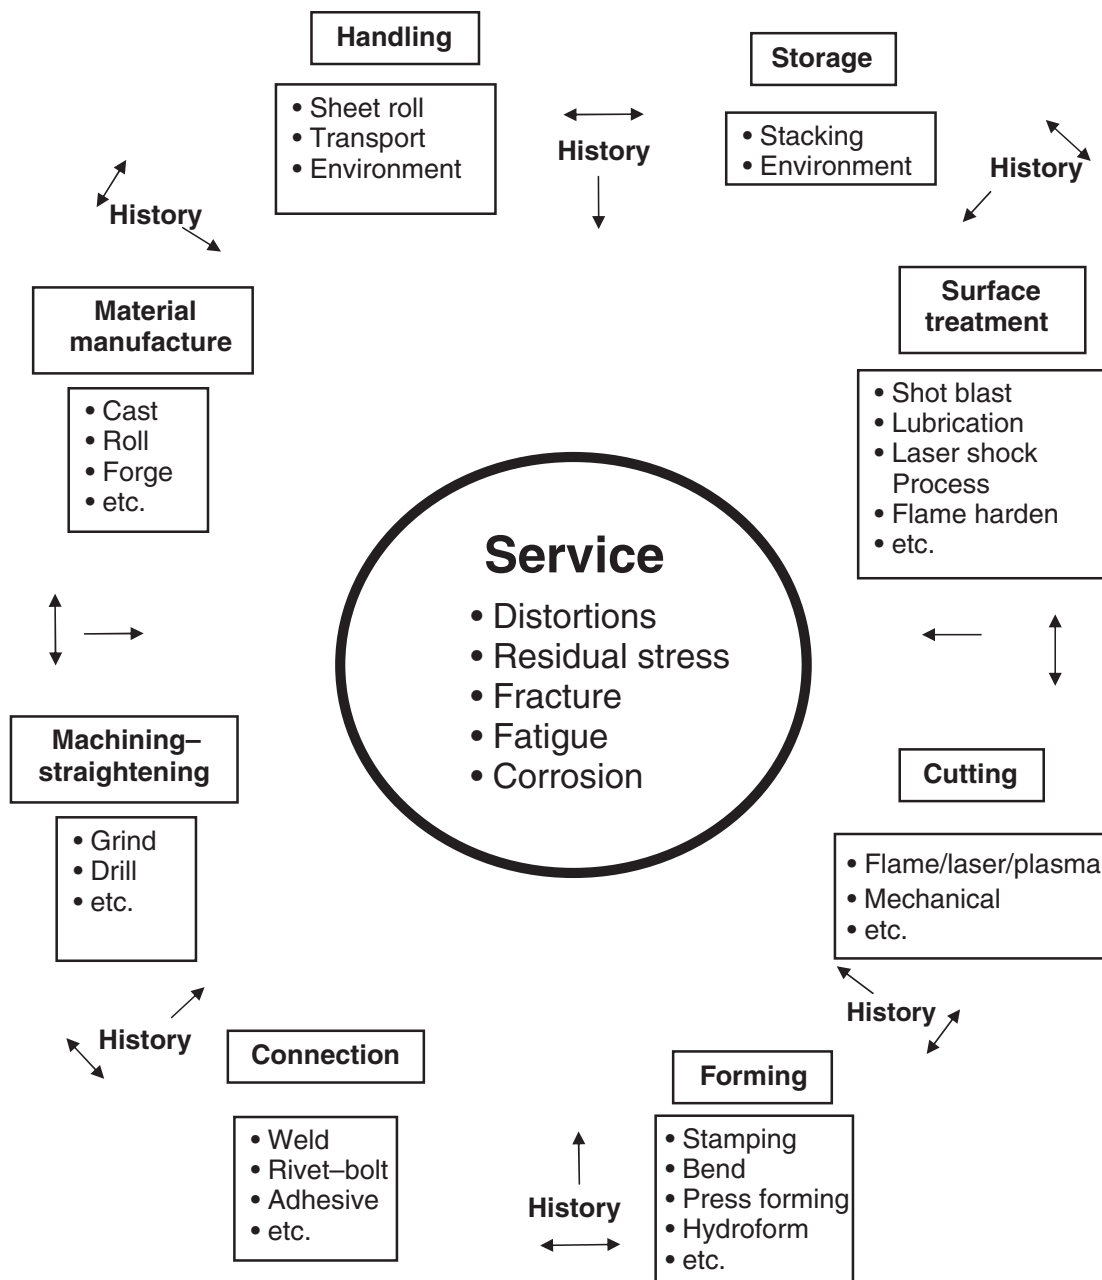 Handling
• Sheet roll
• Transport
• Environment
History
Storage
• Stacking
• Environment
History
History
Material
manufacture
• Cast
• Roll
• Forge
• etc.
Surface
treatment
• Shot blast
• Lubrication
• Laser shock
Process
• Flame harden
• etc.
Service
• Distortions
• Residual stress
• Fracture
• Fatigue
• Corrosion
Machining–
straightening
• Grind
• Drill
• etc.
Cutting
• Flame/laser/plasma
• Mechanical
• etc.
History
History
Connection
• Weld
• Rivet–bolt
• Adhesive
• etc.
History
Forming
• Stamping
• Bend
• Press forming
• Hydroform
• etc.